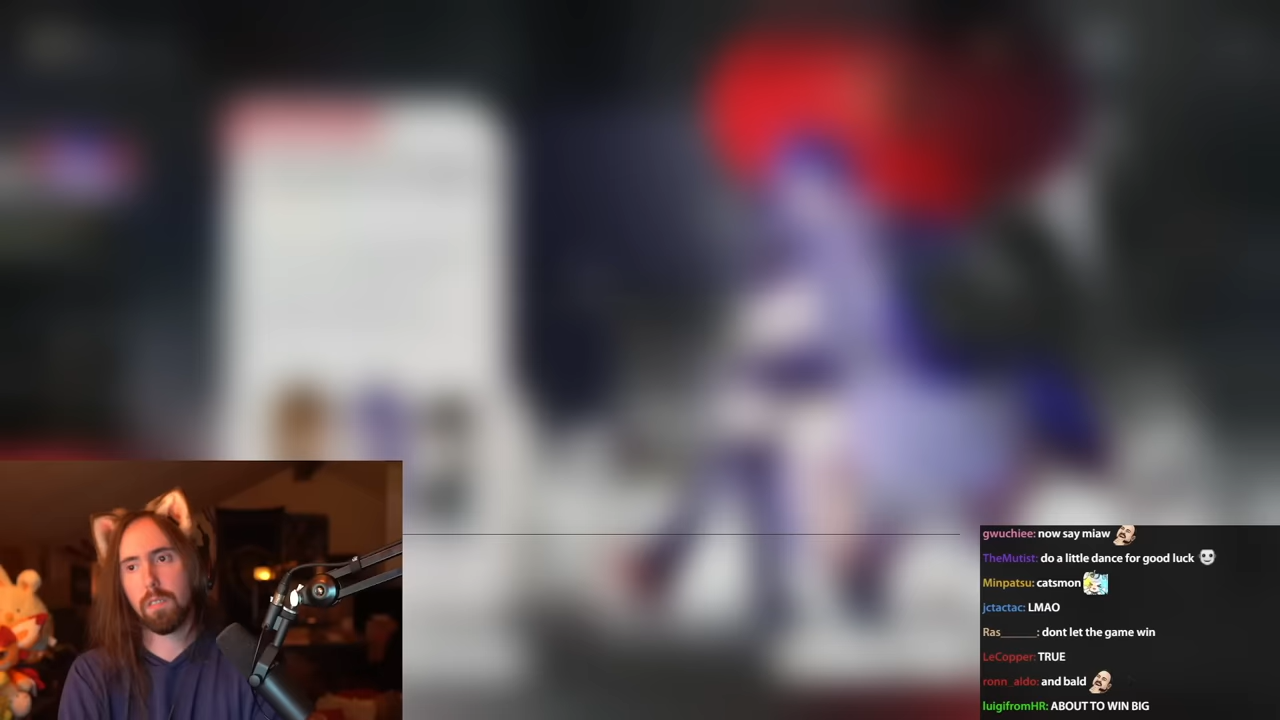 gwuchiee: now say miaw
TheMutist: do a little dance for good luck
Minpatsu: catsmon
jctactac: LMAO
Ras______: dont let the game win
LeCopper: TRUE
ronn_aldo: and bald
luigifromHR: ABOUT TO WIN BIG